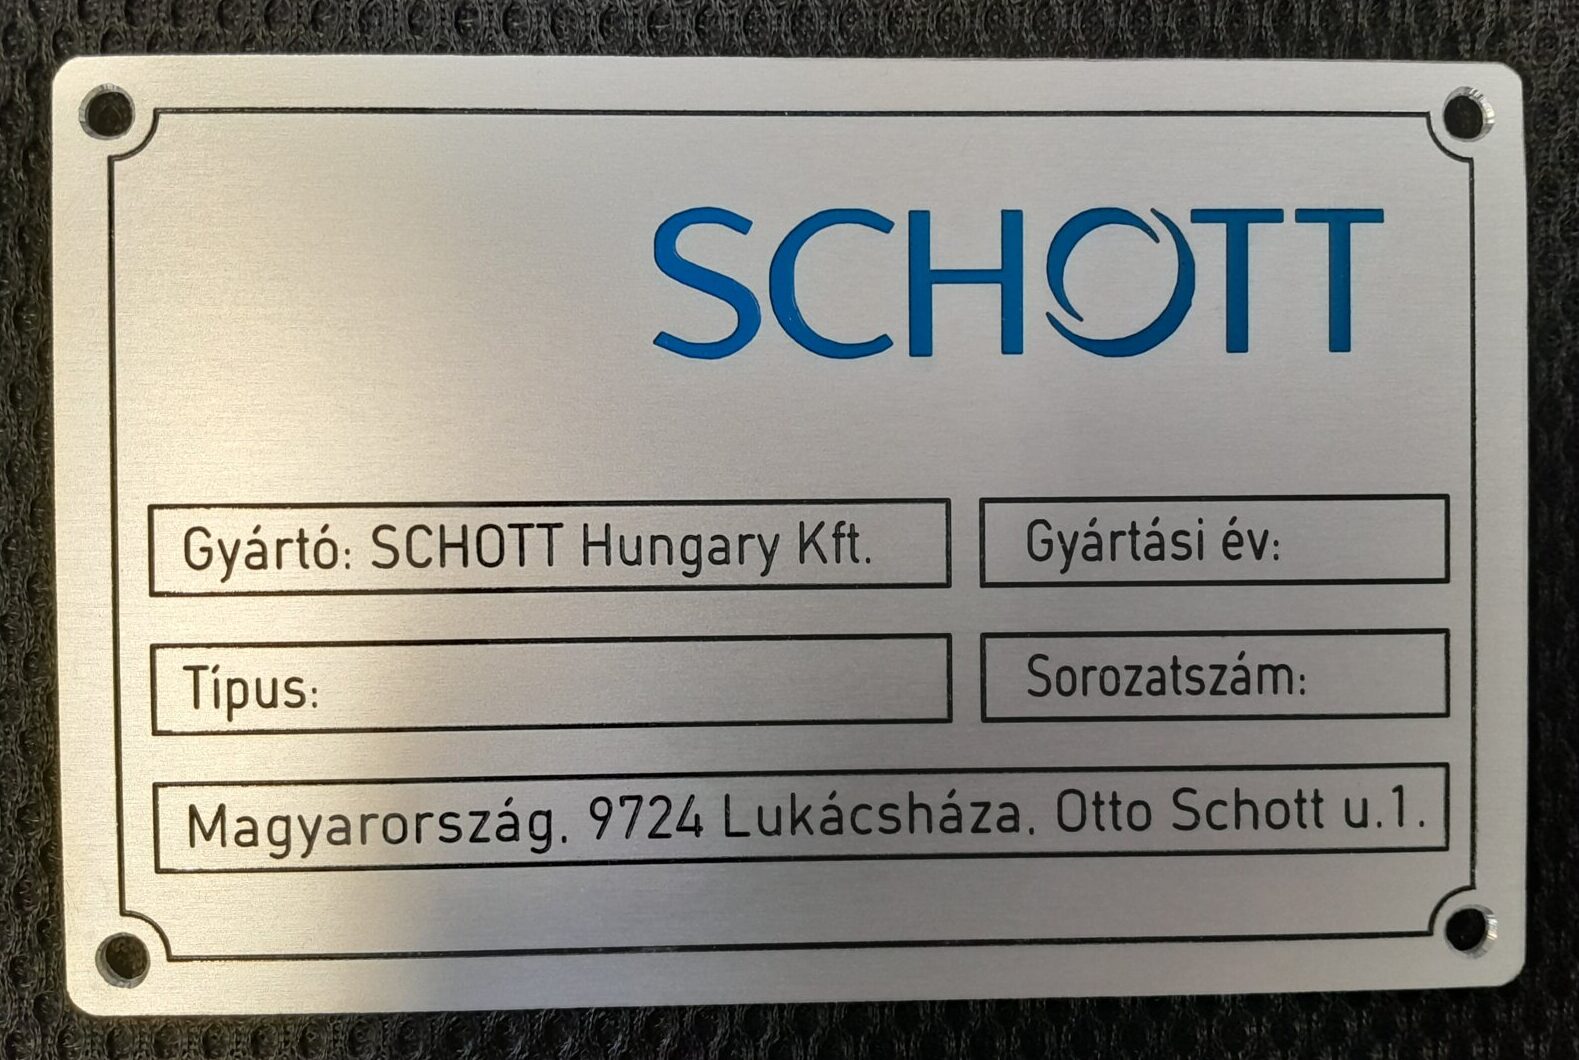 SCHOTT
Gyártó: SCHOTT Hungary Kft.
Gyártási év:
Típus:
Sorozatszám:
Magyarország. 9724 Lukácsháza. Otto Schott u.1.